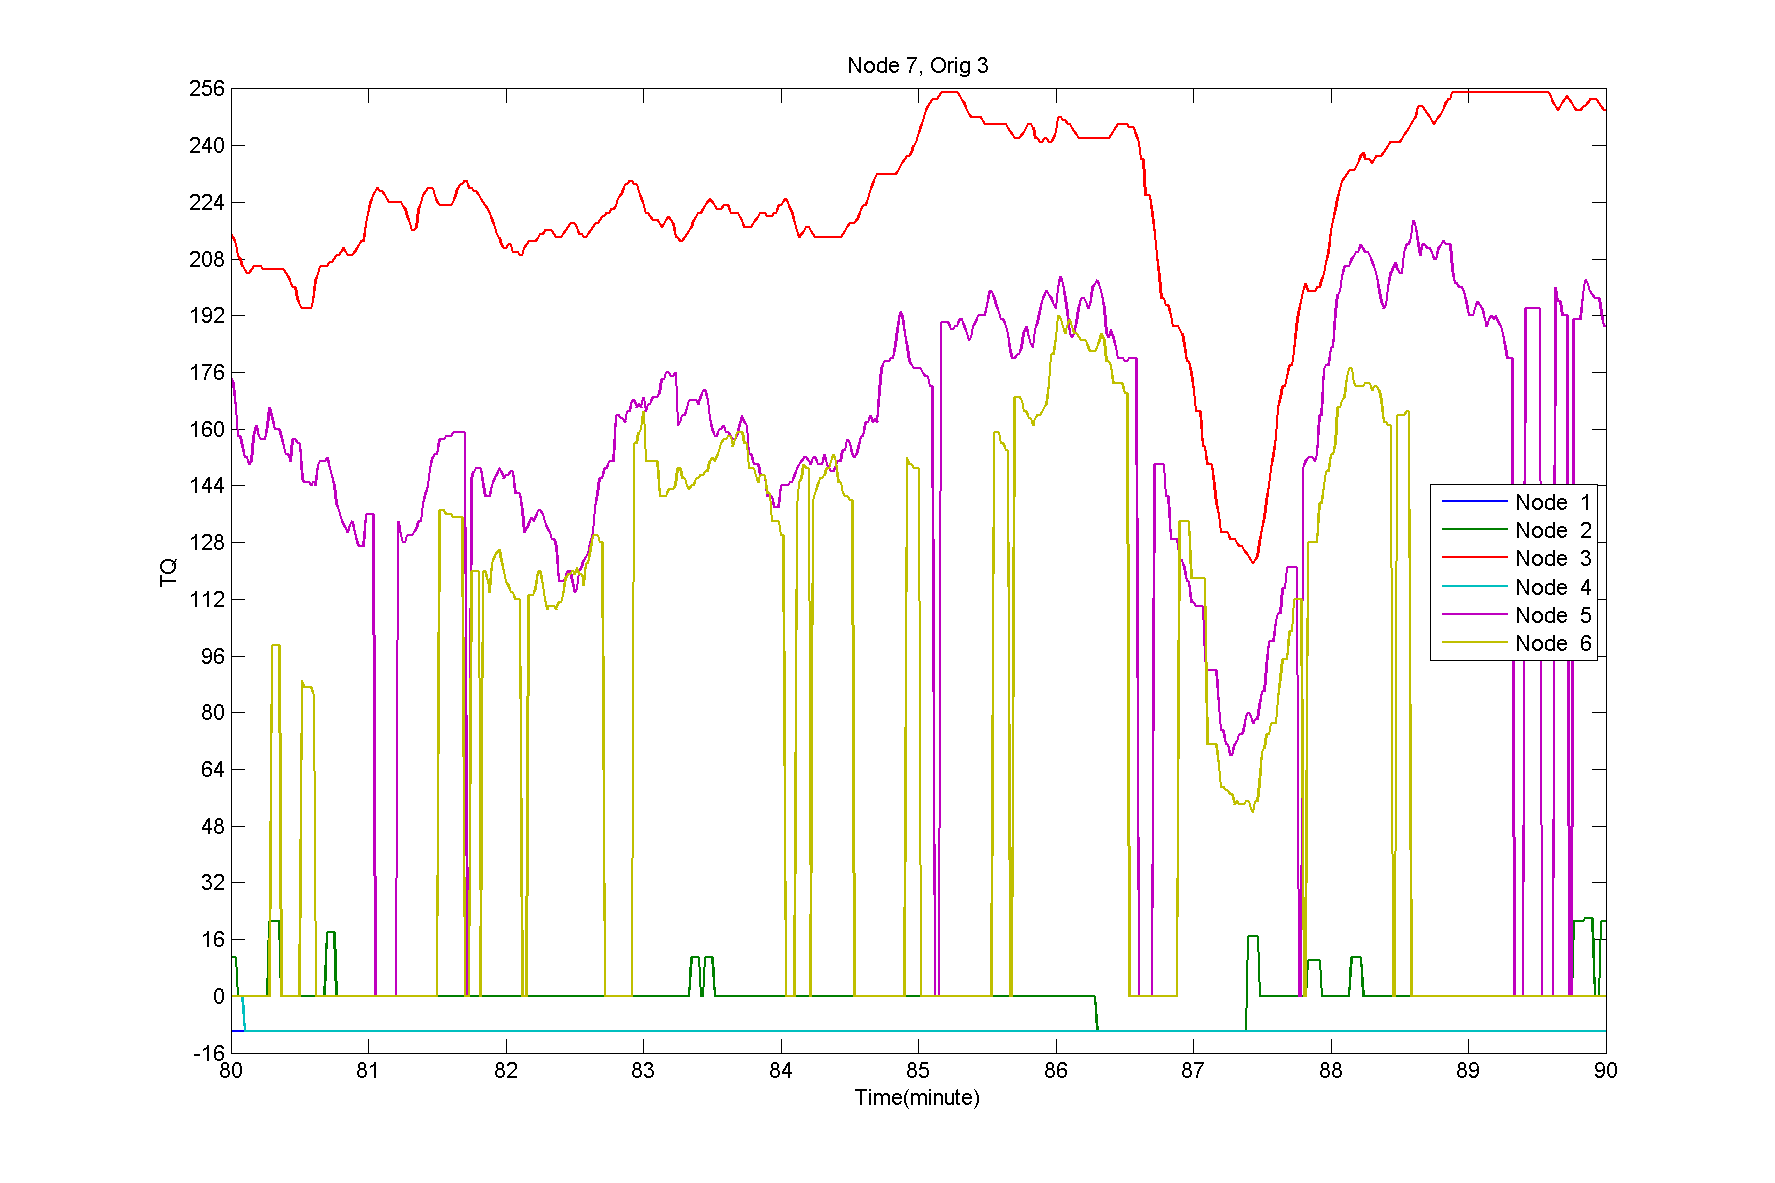 Node 7, Orig 3
256
240
224
208
192
176
160
144
128
112
96
80
64
48
32
16
0
-16
TQ
Node 1
Node 2
Node 3
Node 4
Node 5
Node 6
80 81 82 83 84 85 86 87 88 89 90
Time(minute)